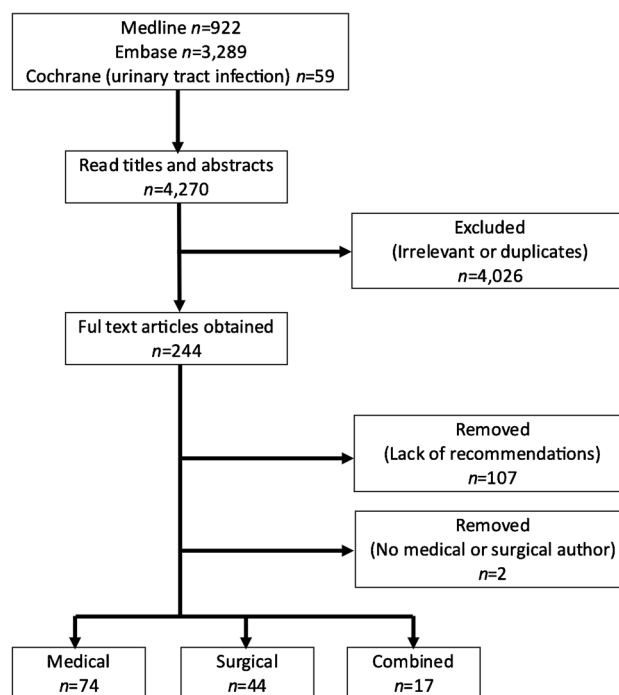 Medline n=922
Embase n=3,289
Cochrane (urinary tract infection) n=59
Read titles and abstracts
n=4,270
Excluded
(Irrelevant or duplicates)
n=4,026
Ful text articles obtained
n=244
Removed
(Lack of recommendations)
n=107
Removed
(No medical or surgical author)
n=2
Medical
n=74
Surgical
n=44
Combined
n=17